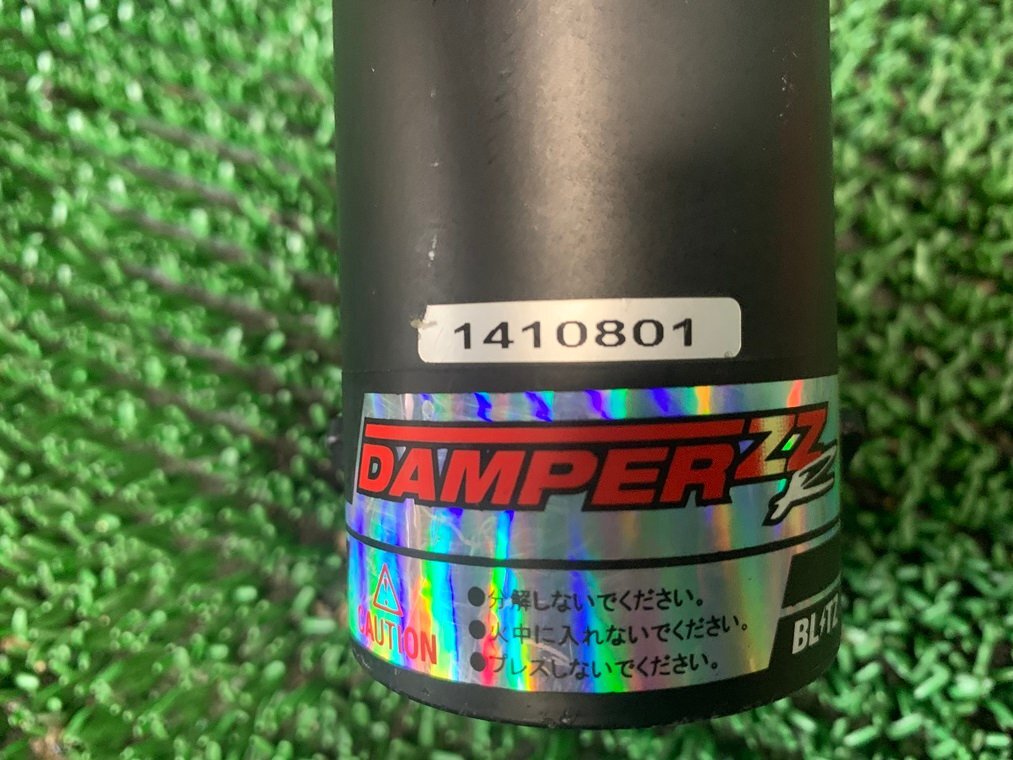 1410801
DAMPER ZZ-R
CAUTION
●分解しないでください。
●火中に入れないでください。
●プレスしないでください。
BLITZ